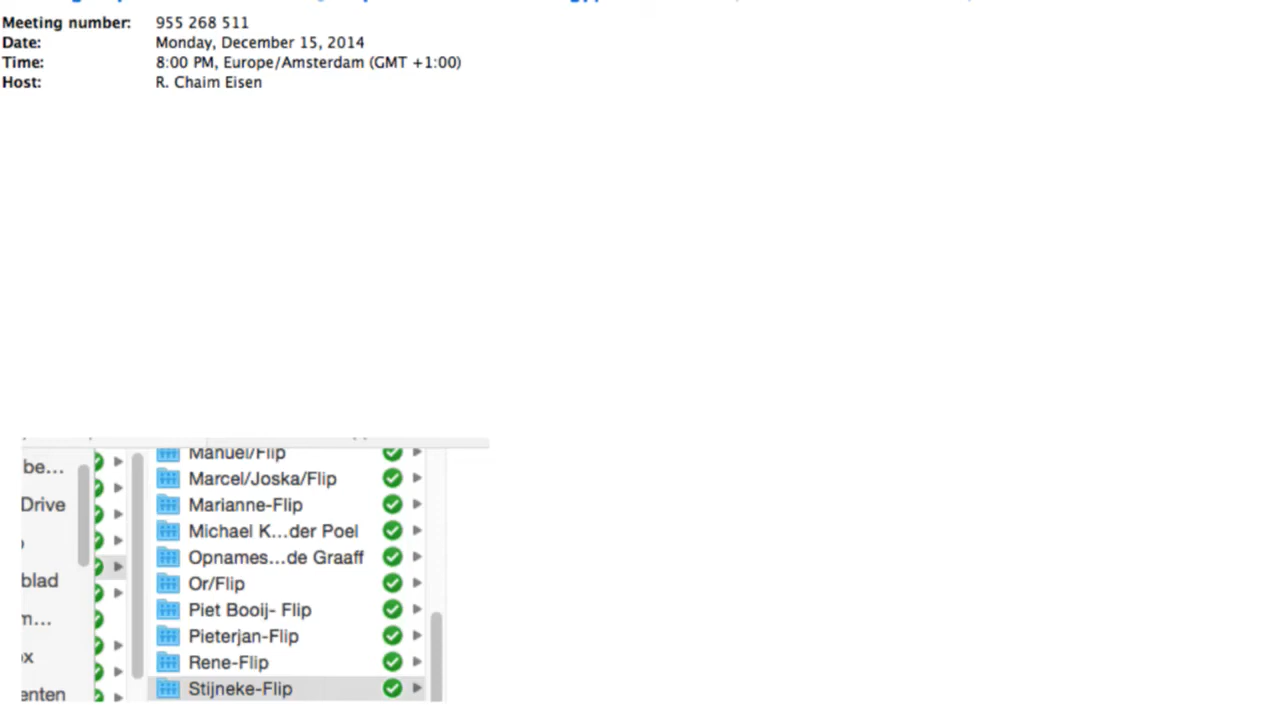 Meeting number: 955 268 511
Date: Monday, December 15, 2014
Time: 8:00 PM, Europe/Amsterdam (GMT +1:00)
Host: R. Chaim Eisen
be...
Drive
blad
m...
x
enten
Manuel/Flip
Marcel/Joska/Flip
Marianne-Flip
Michael K...der Poel
Opnames...de Graaff
Or/Flip
Piet Booij- Flip
Pieterjan-Flip
Rene-Flip
Stijneke-Flip